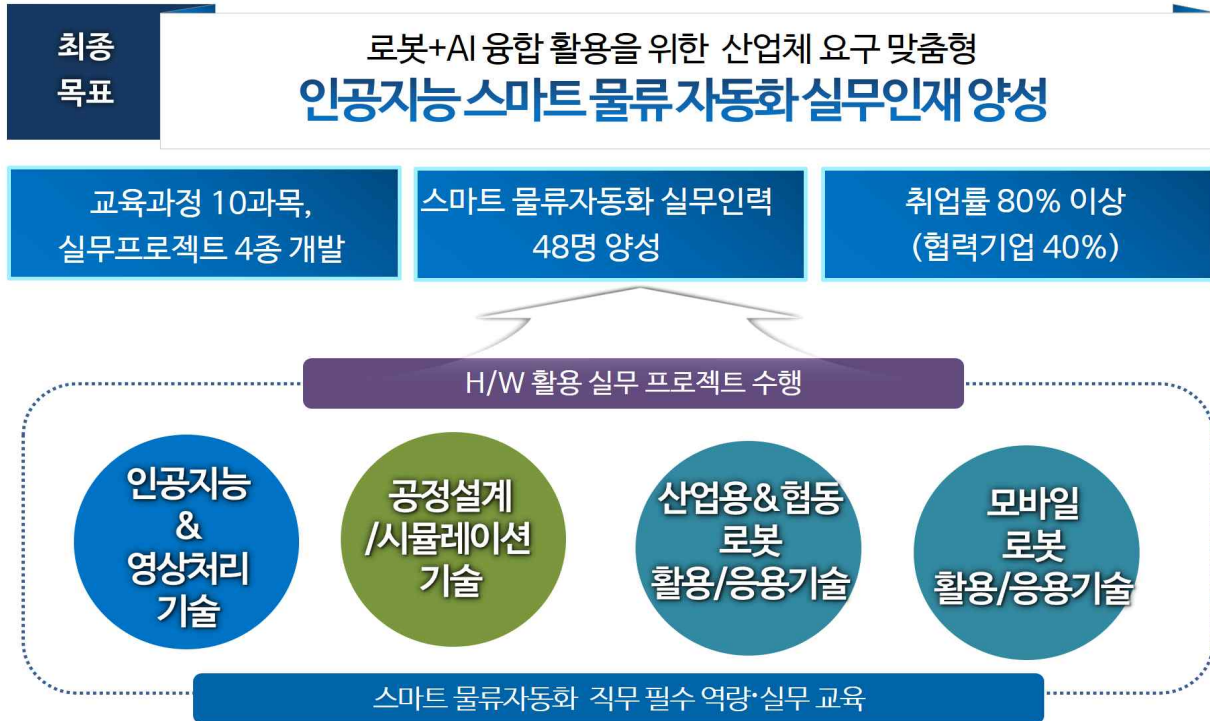 최종
목표
로봇+AI 융합 활용을 위한 산업체 요구 맞춤형
인공지능 스마트 물류 자동화 실무인재 양성
교육과정 10과목,
실무프로젝트 4종 개발
스마트 물류자동화 실무인력
48명 양성
취업률 80% 이상
(협력기업 40%)
H/W 활용 실무 프로젝트 수행
인공지능
&
영상처리
기술
공정설계
/시뮬레이션
기술
산업용&협동
로봇
활용/응용기술
모바일
로봇
활용/응용기술
스마트 물류자동화 직무 필수 역량·실무 교육